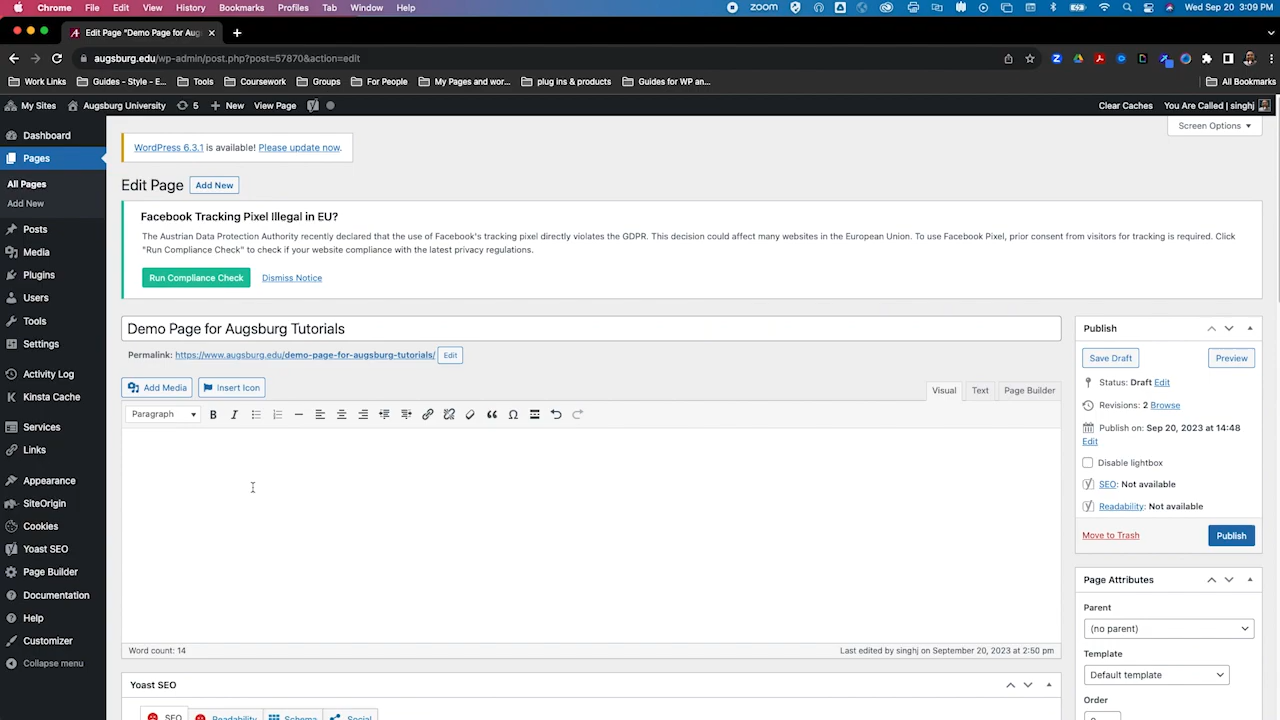 Chrome File Edit View History Bookmarks Profiles Tab Window Help zoom Wed Sep 20 3:09 PM
Edit Page "Demo Page for Aug
augsburg.edu/wp-admin/post.php?post=57870&action=edit
Work Links Guides - Style - E... Tools Coursework Groups For People My Pages and wor... plug ins & products Guides for WP an... All Bookmarks
My Sites Augsburg University 5 New View Page Clear Caches You Are Called | singhj
Screen Options
Dashboard
Pages
All Pages
Add New
Posts
Media
Plugins
Users
Tools
Settings
Activity Log
Kinsta Cache
Services
Links
Appearance
SiteOrigin
Cookies
Yoast SEO
Page Builder
Documentation
Help
Customizer
Collapse menu
WordPress 6.3.1 is available! Please update now.
Edit Page Add New
Facebook Tracking Pixel Illegal in EU?
The Austrian Data Protection Authority recently declared that the use of Facebook's tracking pixel directly violates the GDPR. This decision could affect many websites in the European Union. To use Facebook Pixel, prior consent from visitors for tracking is required. Click
"Run Compliance Check" to check if your website compliance with the latest privacy regulations.
Run Compliance Check Dismiss Notice
Demo Page for Augsburg Tutorials
Permalink: https://www.augsburg.edu/demo-page-for-augsburg-tutorials/ Edit
Add Media Insert Icon Visual Text Page Builder
Paragraph B I
Word count: 14 Last edited by singhj on September 20, 2023 at 2:50 pm
Yoast SEO
SEO Readability Schema Social
Publish
Save Draft Preview
Status: Draft Edit
Revisions: 2 Browse
Publish on: Sep 20, 2023 at 14:48
Edit
Disable lightbox
SEO: Not available
Readability: Not available
Move to Trash Publish
Page Attributes
Parent
(no parent)
Template
Default template
Order